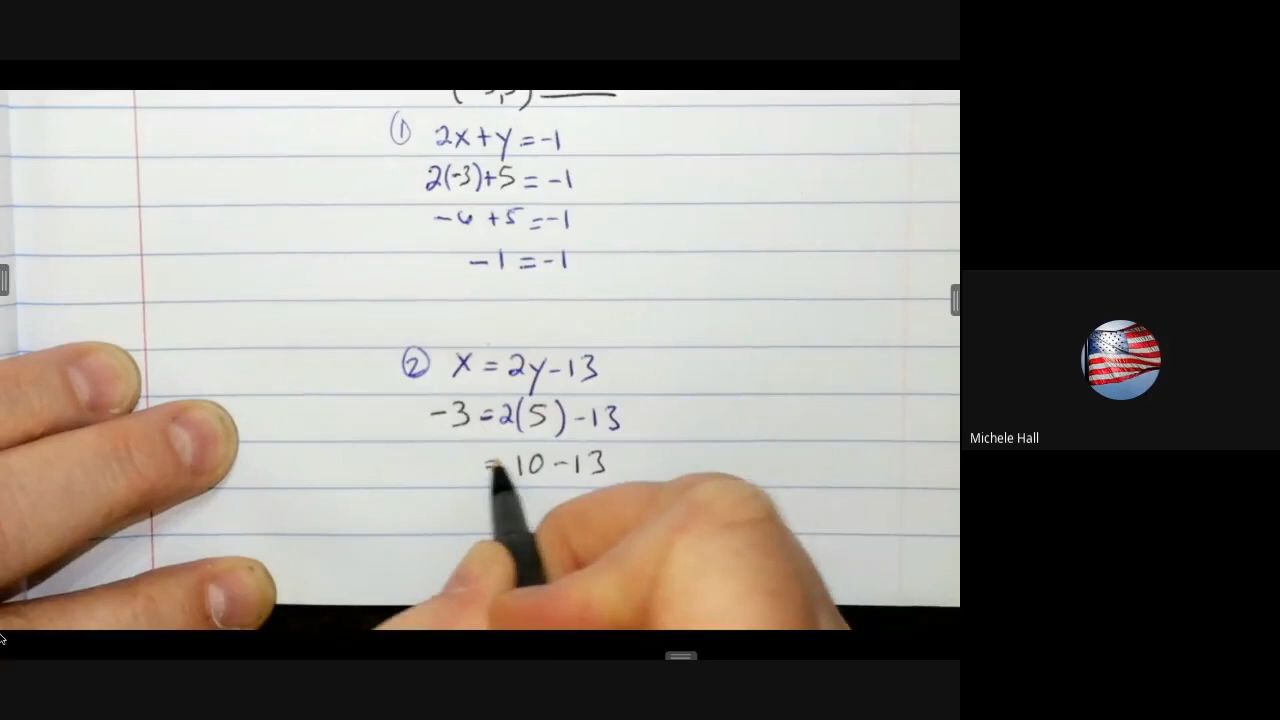 ① 2x+y=-1
2(-3)+5=-1
-6+5=-1
-1=-1
② x=2y-13
-3=2(5)-13
=10-13
Michele Hall